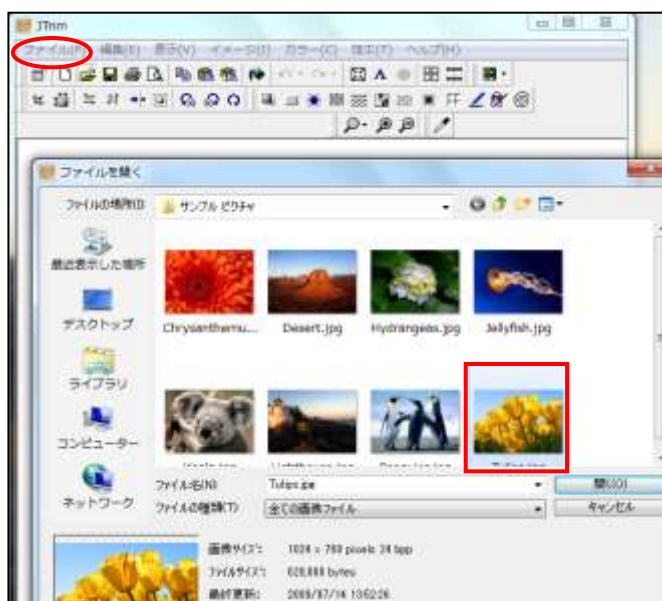 JTrim
ファイル(F) 編集(E) 表示(V) イメージ(I) カラー(C) 加工(T) ヘルプ(H)
ファイルを開く
ファイルの場所(I) サンプル ピクチャ
最近表示した場所
デスクトップ
ライブラリ
コンピューター
ネットワーク
Chrysanthemu... Desert.jpg Hydrangeas.jpg Jellyfish.jpg
ファイル名(N) Tulips.jpg 開く(O)
ファイルの種類(T) 全ての画像ファイル キャンセル
画像サイズ: 1024 x 768 pixels 24 bpp
ファイルサイズ: bytes
最終更新: 2009/07/14 13:52:26